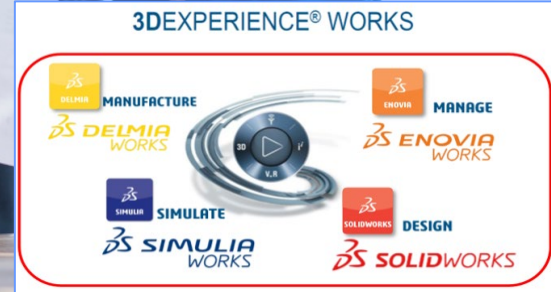 3DEXPERIENCE® WORKS
DELMIA
MANUFACTURE
DELMIA
WORKS
ENOVIA
MANAGE
ENOVIA
WORKS
3D
V.R
SIMULIA
SIMULATE
SIMULIA
WORKS
SOLIDWORKS
DESIGN
SOLIDWORKS